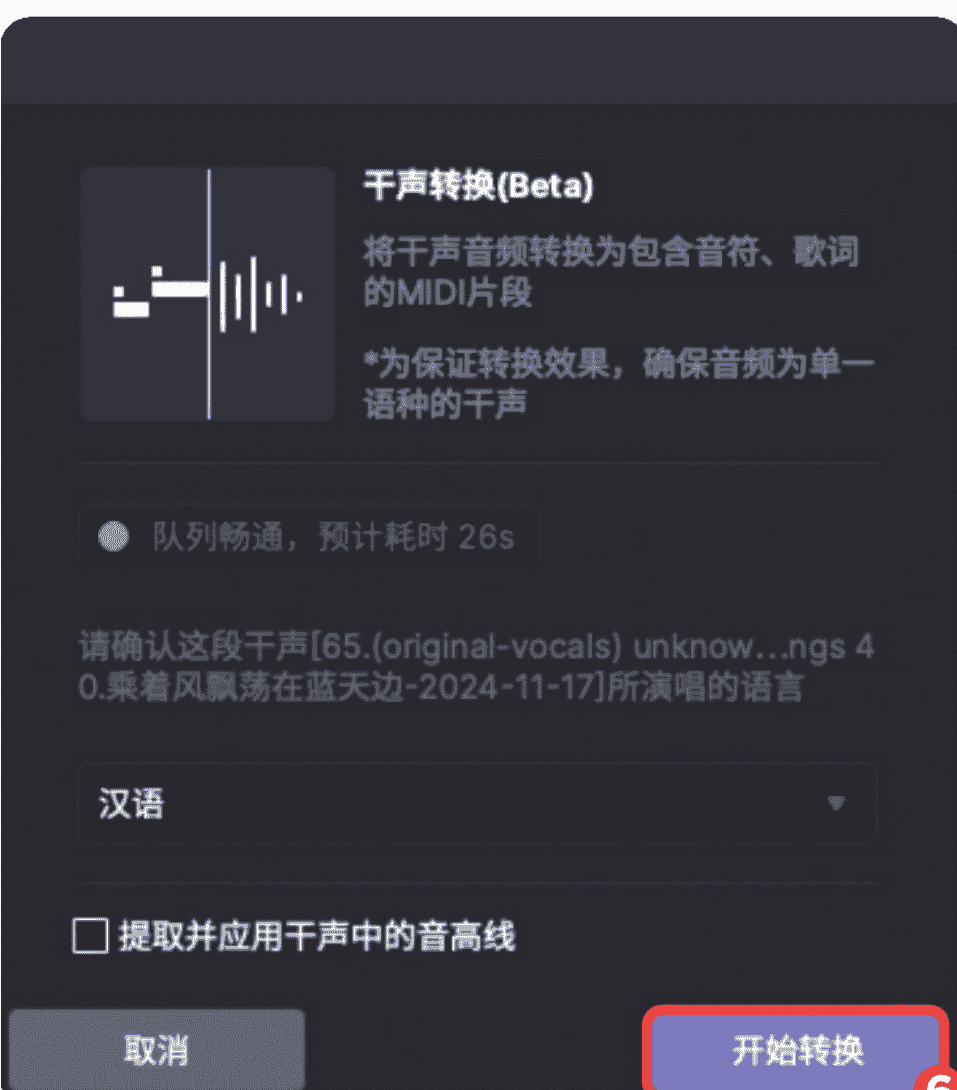 干声转换(Beta)
将干声音频转换为包含音符、歌词
的MIDI片段
*为保证转换效果，确保音频为单一
语种的干声
队列畅通，预计耗时 26s
请确认这段干声[65.(original-vocals) unknow...ngs 4
0.乘着风飘荡在蓝天边-2024-11-17]所演唱的语言
汉语
提取并应用干声中的音高线
取消
开始转换
6